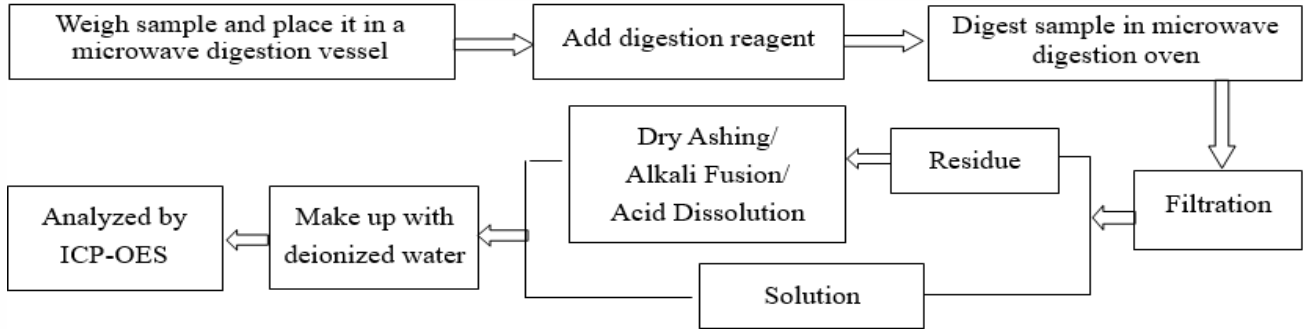 Weigh sample and place it in a
microwave digestion vessel
Add digestion reagent
Digest sample in microwave
digestion oven
Filtration
Residue
Dry Ashing/
Alkali Fusion/
Acid Dissolution
Solution
Make up with
deionized water
Analyzed by
ICP-OES